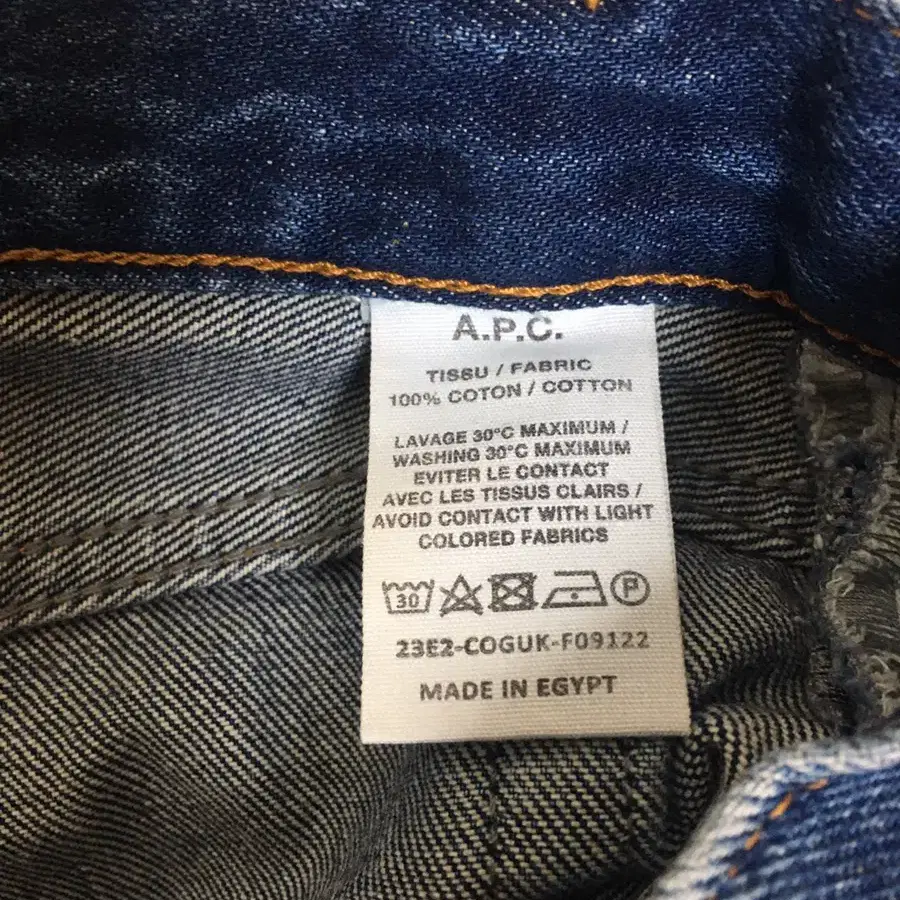 A.P.C.
TISSU / FABRIC
100% COTON / COTTON
LAVAGE 30°C MAXIMUM /
WASHING 30°C MAXIMUM
EVITER LE CONTACT
AVEC LES TISSUS CLAIRS /
AVOID CONTACT WITH LIGHT
COLORED FABRICS
30 P
23E2-COGUK-F09122
MADE IN EGYPT